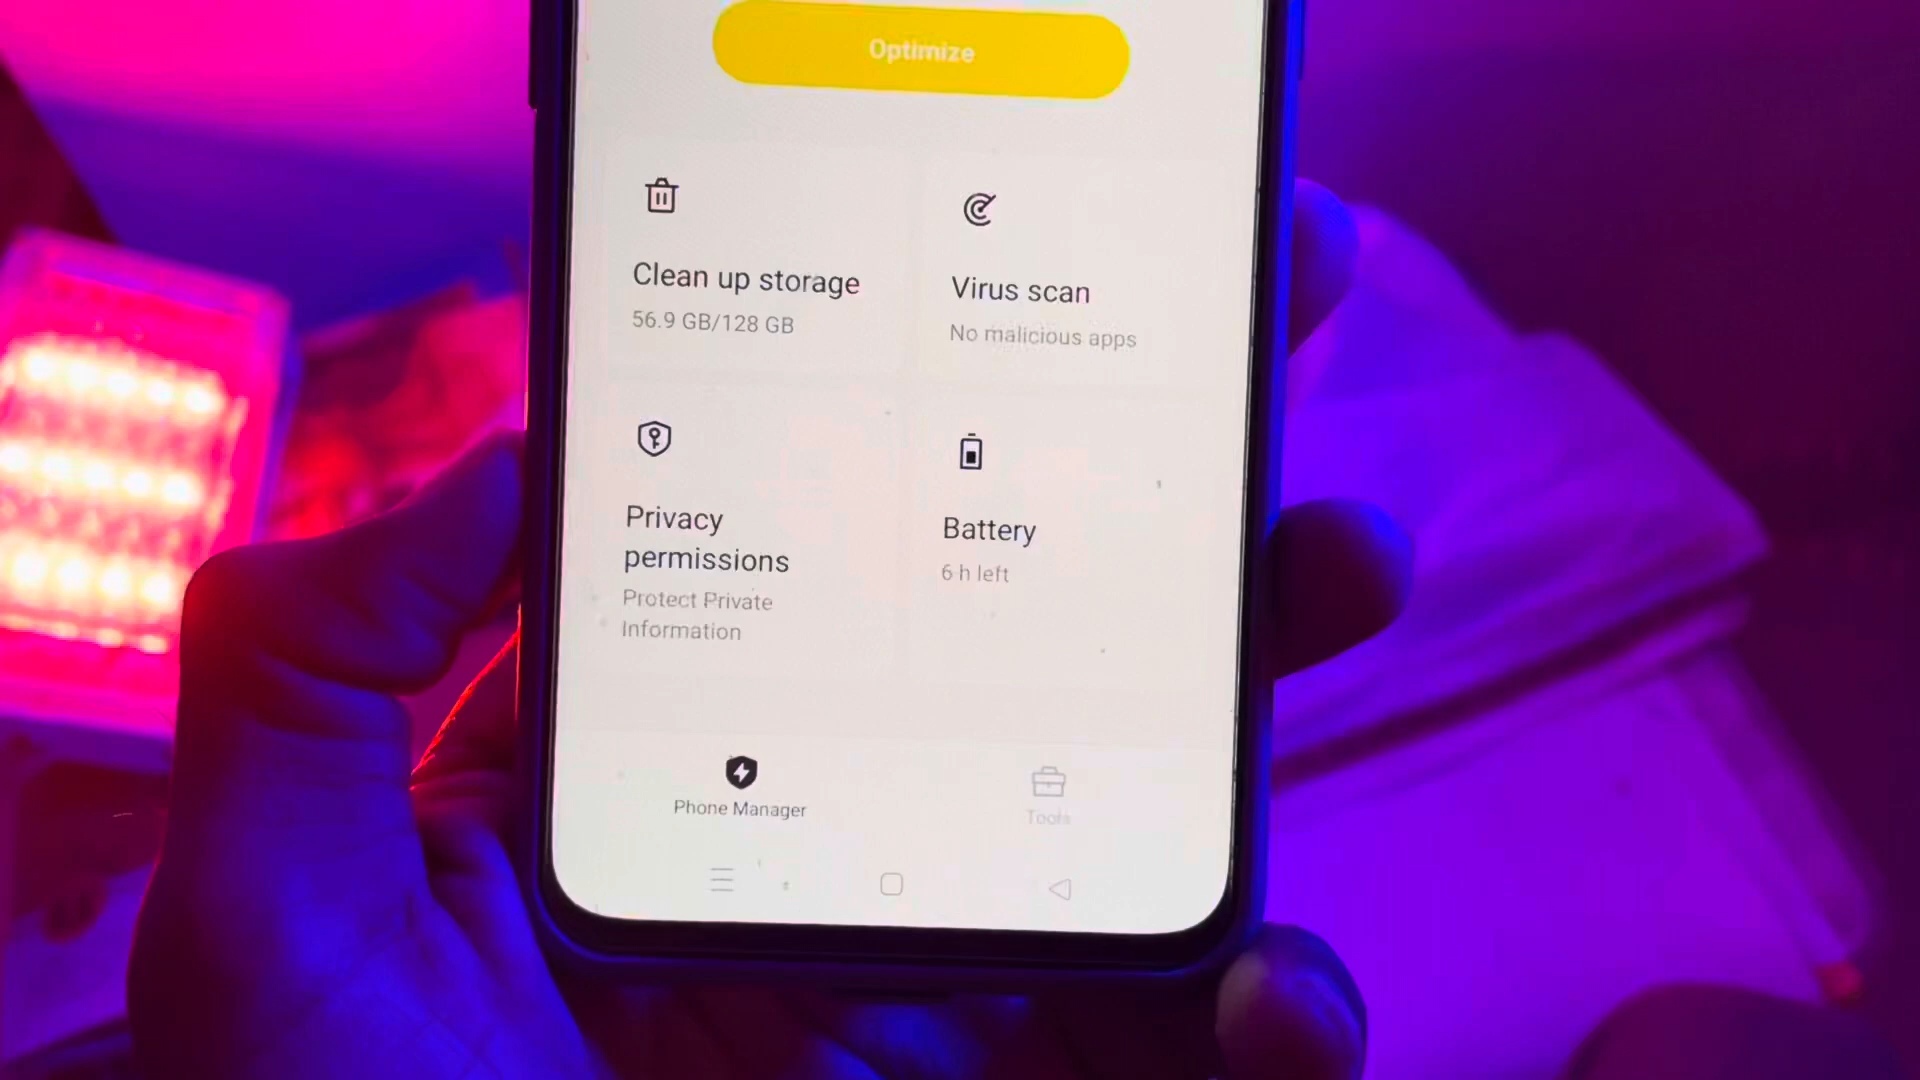 Optimize
Clean up storage
56.9 GB/128 GB
Virus scan
No malicious apps
Privacy
permissions
Protect Private
Information
Battery
6 h left
Phone Manager
Tools